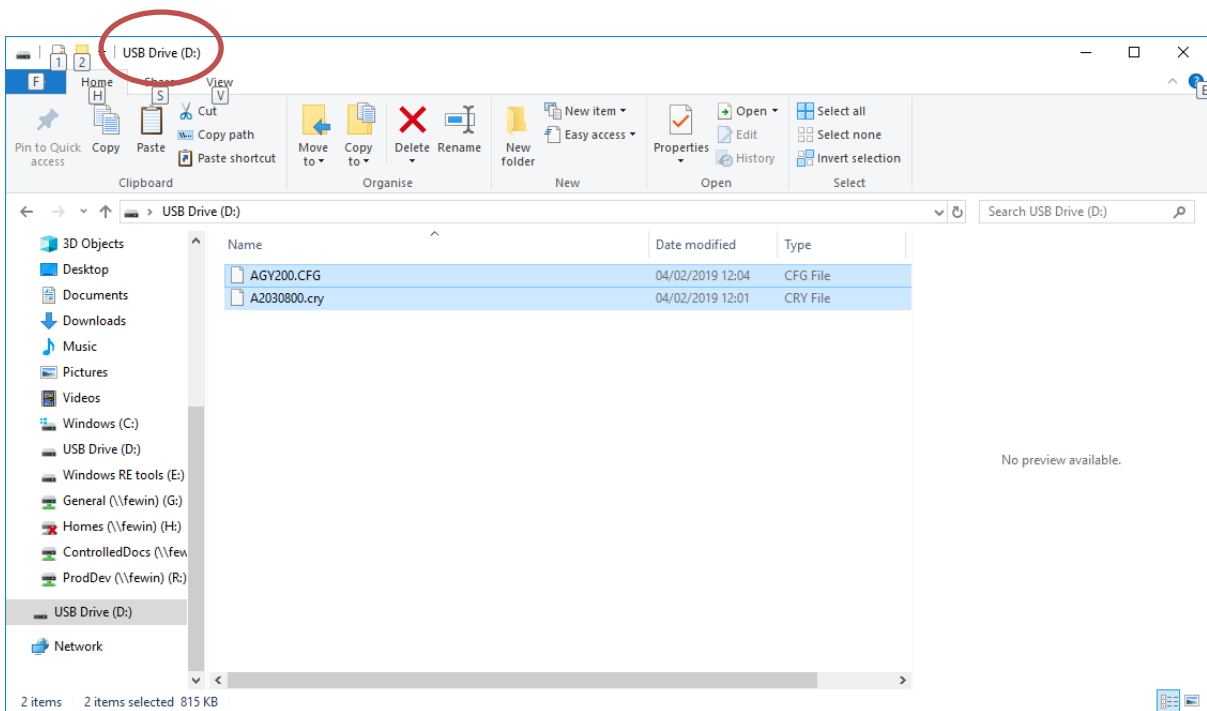 USB Drive (D:)
1 2
F Home Share View
H S V E
Pin to Quick access
Copy
Paste
Cut
Copy path
Paste shortcut
Clipboard
Move to
Copy to
Delete
Rename
Organise
New folder
New item
Easy access
New
Properties
Open
Edit
History
Open
Select all
Select none
Invert selection
Select
USB Drive (D:)
Search USB Drive (D:)
3D Objects
Desktop
Documents
Downloads
Music
Pictures
Videos
Windows (C:)
USB Drive (D:)
Windows RE tools (E:)
General (\\fewin) (G:)
Homes (\\fewin) (H:)
ControlledDocs (\\few
ProdDev (\\fewin) (R:)
USB Drive (D:)
Network
Name Date modified Type
AGY200.CFG 04/02/2019 12:04 CFG File
A2030800.cry 04/02/2019 12:01 CRY File
No preview available.
2 items 2 items selected 815 KB